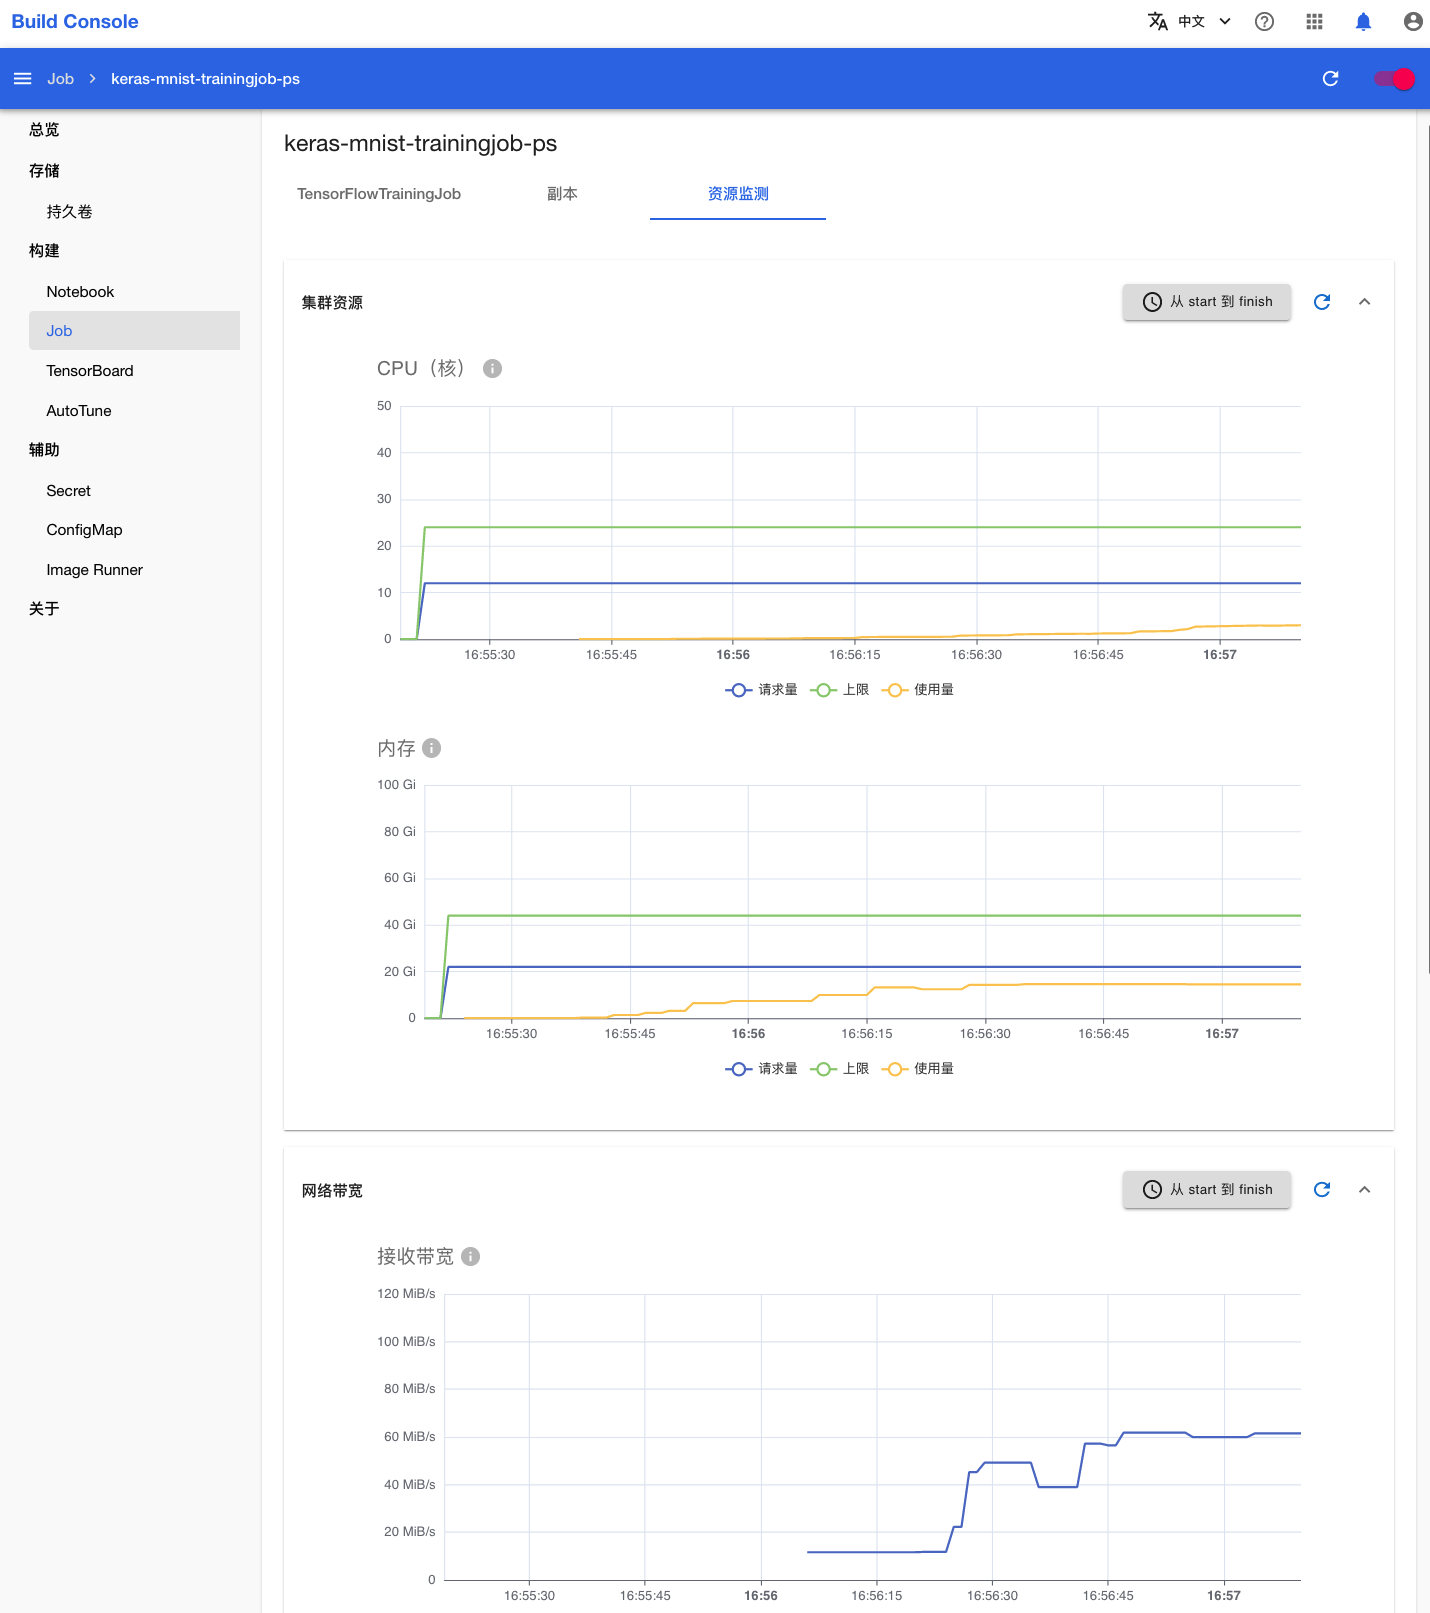 Build Console
中文
Job
keras-mnist-trainingjob-ps
总览
存储
持久卷
构建
Notebook
Job
TensorBoard
AutoTune
辅助
Secret
ConfigMap
Image Runner
关于
keras-mnist-trainingjob-ps
TensorFlowTrainingJob 副本 资源监测
集群资源
从 start 到 finish
CPU（核）
50
40
30
20
10
0
16:55:30 16:55:45 16:56 16:56:15 16:56:30 16:56:45 16:57
请求量 上限 使用量
内存
100 Gi
80 Gi
60 Gi
40 Gi
20 Gi
0
16:55:30 16:55:45 16:56 16:56:15 16:56:30 16:56:45 16:57
请求量 上限 使用量
网络带宽
从 start 到 finish
接收带宽
120 MiB/s
100 MiB/s
80 MiB/s
60 MiB/s
40 MiB/s
20 MiB/s
0
16:55:30 16:55:45 16:56 16:56:15 16:56:30 16:56:45 16:57